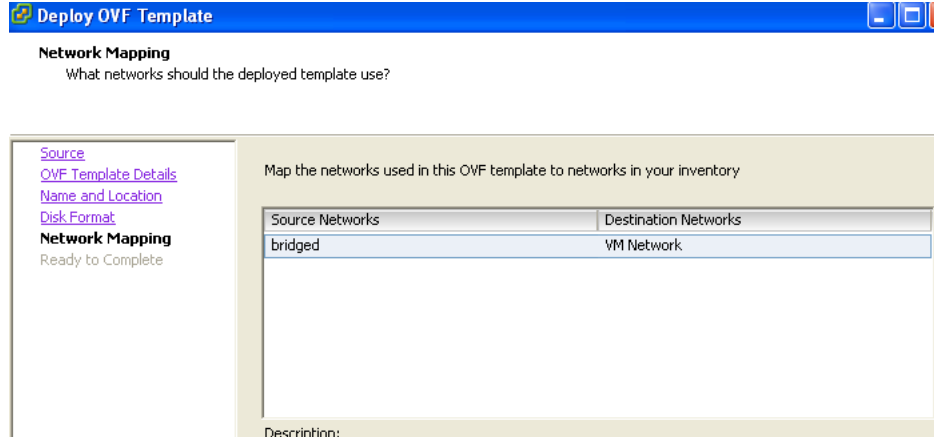 Deploy OVF Template
Network Mapping
What networks should the deployed template use?
Source
OVF Template Details
Name and Location
Disk Format
Network Mapping
Ready to Complete
Map the networks used in this OVF template to networks in your inventory
Source Networks Destination Networks
bridged VM Network
Description: